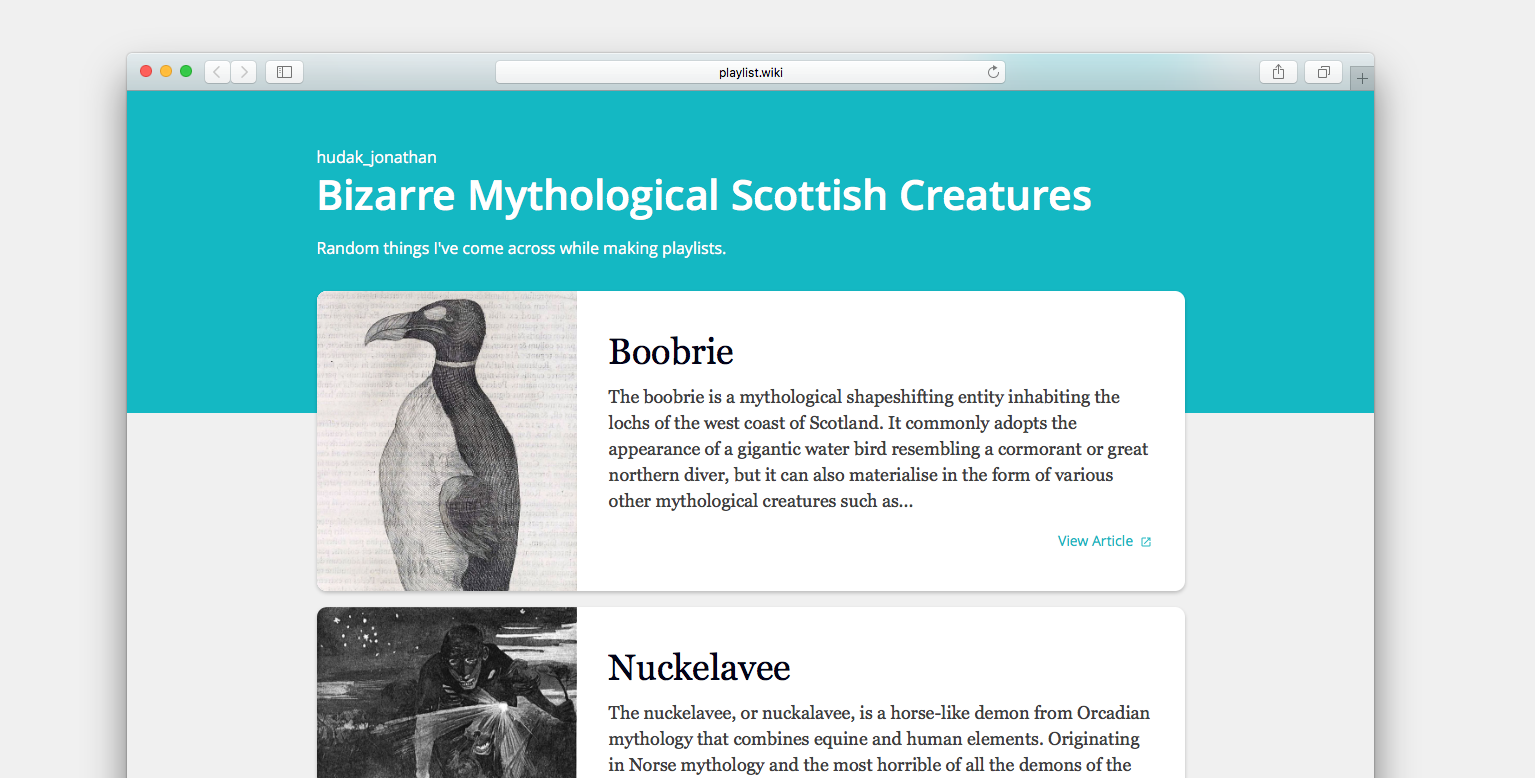 playlist.wiki
hudak_jonathan
Bizarre Mythological Scottish Creatures
Random things I've come across while making playlists.
Boobrie
The boobrie is a mythological shapeshifting entity inhabiting the
lochs of the west coast of Scotland. It commonly adopts the
appearance of a gigantic water bird resembling a cormorant or great
northern diver, but it can also materialise in the form of various
other mythological creatures such as...
View Article
Nuckelavee
The nuckelavee, or nuckalavee, is a horse-like demon from Orcadian
mythology that combines equine and human elements. Originating
in Norse mythology and the most horrible of all the demons of the